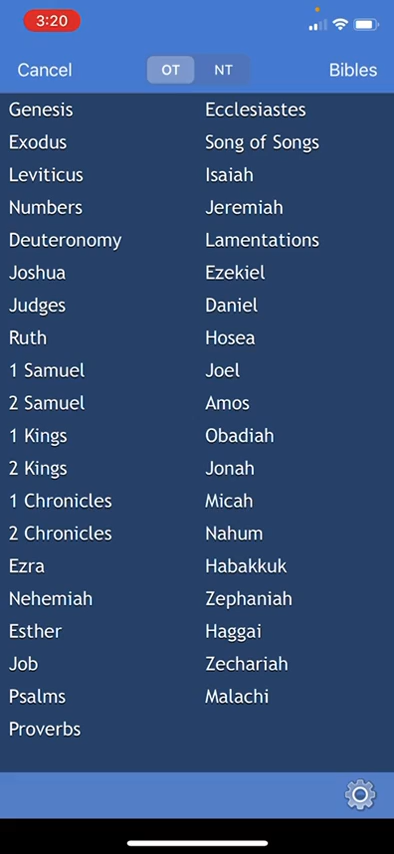 3:20
Cancel OT NT Bibles
Genesis
Exodus
Leviticus
Numbers
Deuteronomy
Joshua
Judges
Ruth
1 Samuel
2 Samuel
1 Kings
2 Kings
1 Chronicles
2 Chronicles
Ezra
Nehemiah
Esther
Job
Psalms
Proverbs
Ecclesiastes
Song of Songs
Isaiah
Jeremiah
Lamentations
Ezekiel
Daniel
Hosea
Joel
Amos
Obadiah
Jonah
Micah
Nahum
Habakkuk
Zephaniah
Haggai
Zechariah
Malachi